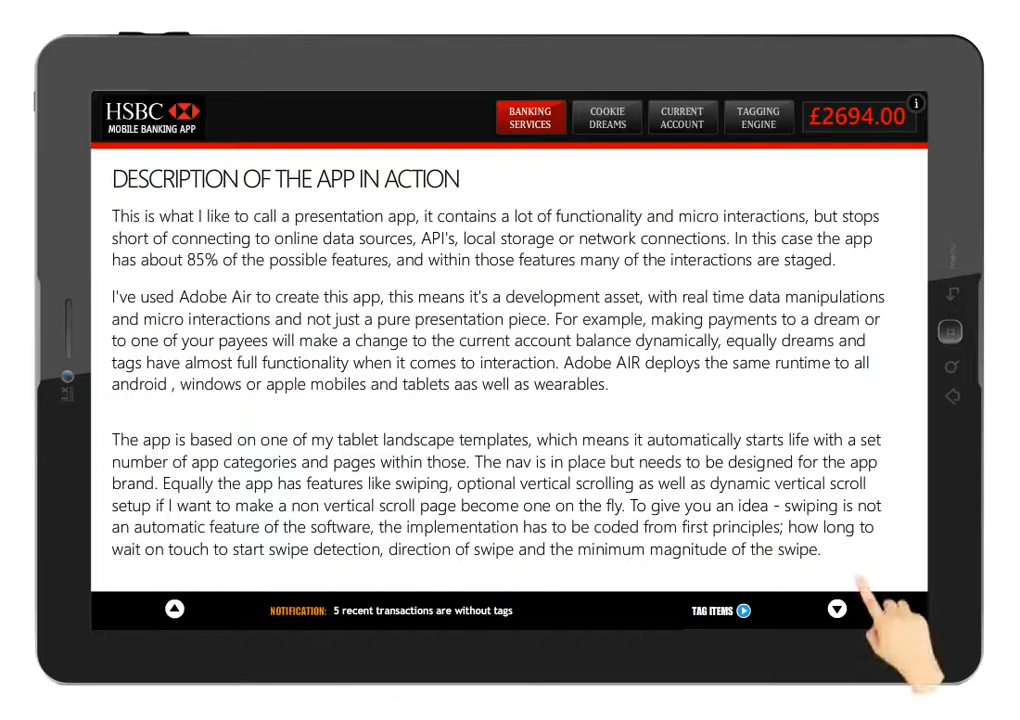 HSBC
MOBILE BANKING APP
BANKING
SERVICES
COOKIE
DREAMS
CURRENT
ACCOUNT
TAGGING
ENGINE
£2694.00
i
DESCRIPTION OF THE APP IN ACTION
This is what I like to call a presentation app, it contains a lot of functionality and micro interactions, but stops
short of connecting to online data sources, API's, local storage or network connections. In this case the app
has about 85% of the possible features, and within those features many of the interactions are staged.
I've used Adobe Air to create this app, this means it's a development asset, with real time data manipulations
and micro interactions and not just a pure presentation piece. For example, making payments to a dream or
to one of your payees will make a change to the current account balance dynamically, equally dreams and
tags have almost full functionality when it comes to interaction. Adobe AIR deploys the same runtime to all
android , windows or apple mobiles and tablets aas well as wearables.
The app is based on one of my tablet landscape templates, which means it automatically starts life with a set
number of app categories and pages within those. The nav is in place but needs to be designed for the app
brand. Equally the app has features like swiping, optional vertical scrolling as well as dynamic vertical scroll
setup if I want to make a non vertical scroll page become one on the fly. To give you an idea - swiping is not
an automatic feature of the software, the implementation has to be coded from first principles; how long to
wait on touch to start swipe detection, direction of swipe and the minimum magnitude of the swipe.
NOTIFICATION: 5 recent transactions are without tags
TAG ITEMS
menu